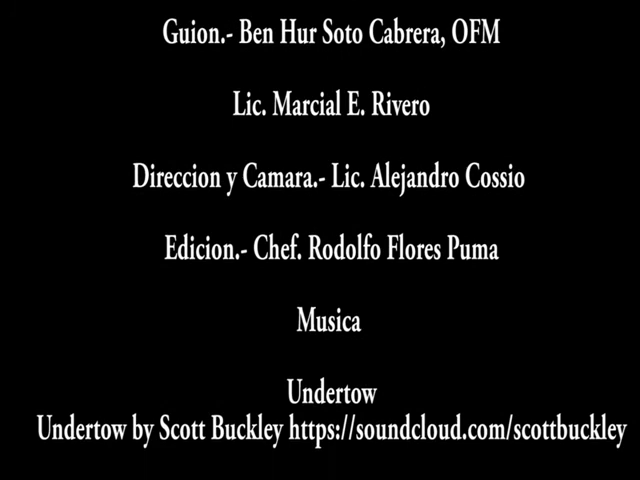 Guion.- Ben Hur Soto Cabrera, OFM
Lic. Marcial E. Rivero
Direccion y Camara.- Lic. Alejandro Cossio
Edicion.- Chef. Rodolfo Flores Puma
Musica
Undertow
Undertow by Scott Buckley https://soundcloud.com/scottbuckley